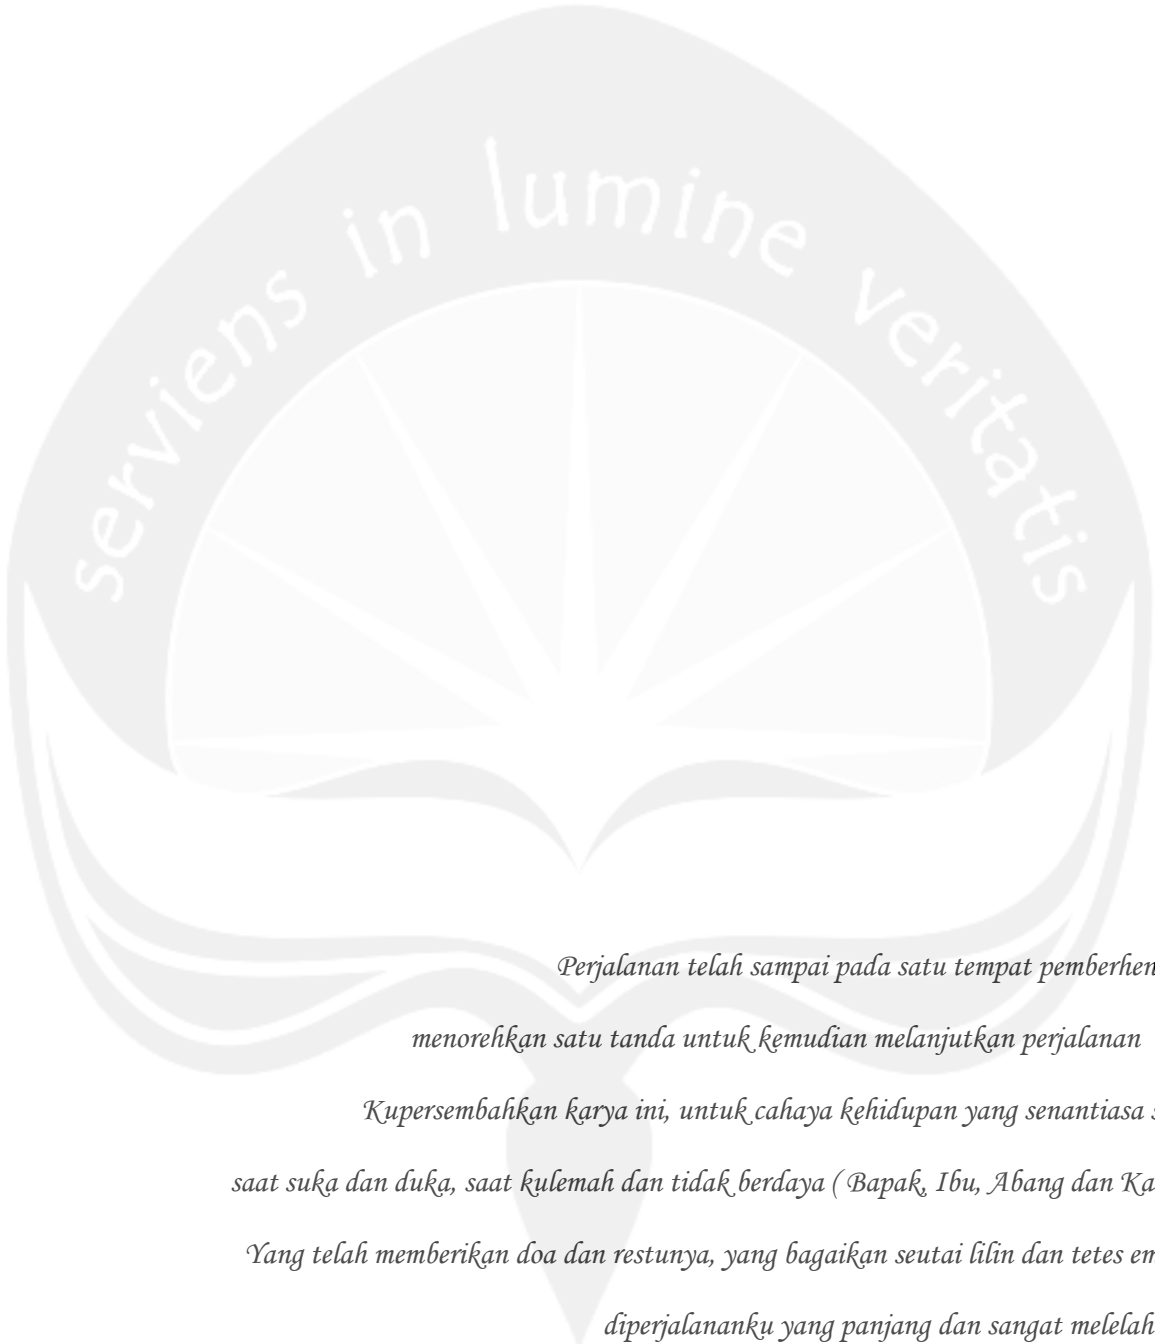 serviens in lumine veritatis
Perjalanan telah sampai pada satu tempat pemberhen
menorehkan satu tanda untuk kemudian melanjutkan perjalanan
Kupersembahkan karya ini, untuk cahaya kehidupan yang senantiasa s
saat suka dan duka, saat kulemah dan tidak berdaya ( Bapak, Ibu, Abang dan Ka
Yang telah memberikan doa dan restunya, yang bagaikan seutai lilin dan tetes em
diperjalananku yang panjang dan sangat melelah